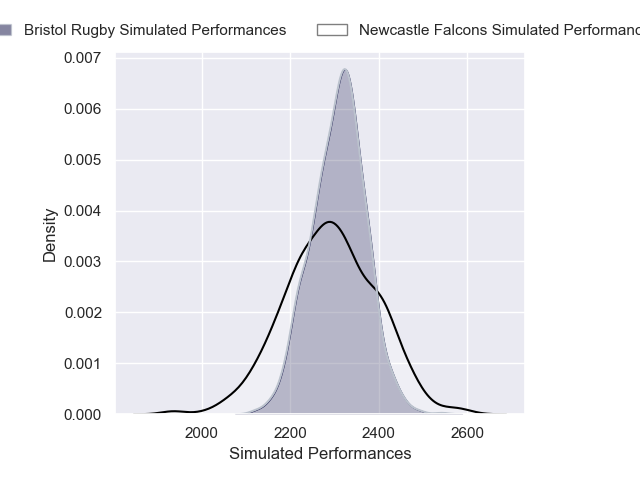 Bristol Rugby Simulated Performances
Newcastle Falcons Simulated
0.007
0.006
0.005
0.004
0.003
0.002
0.001
0.000
Density
2000 2200 2400 2600
Simulated Performances